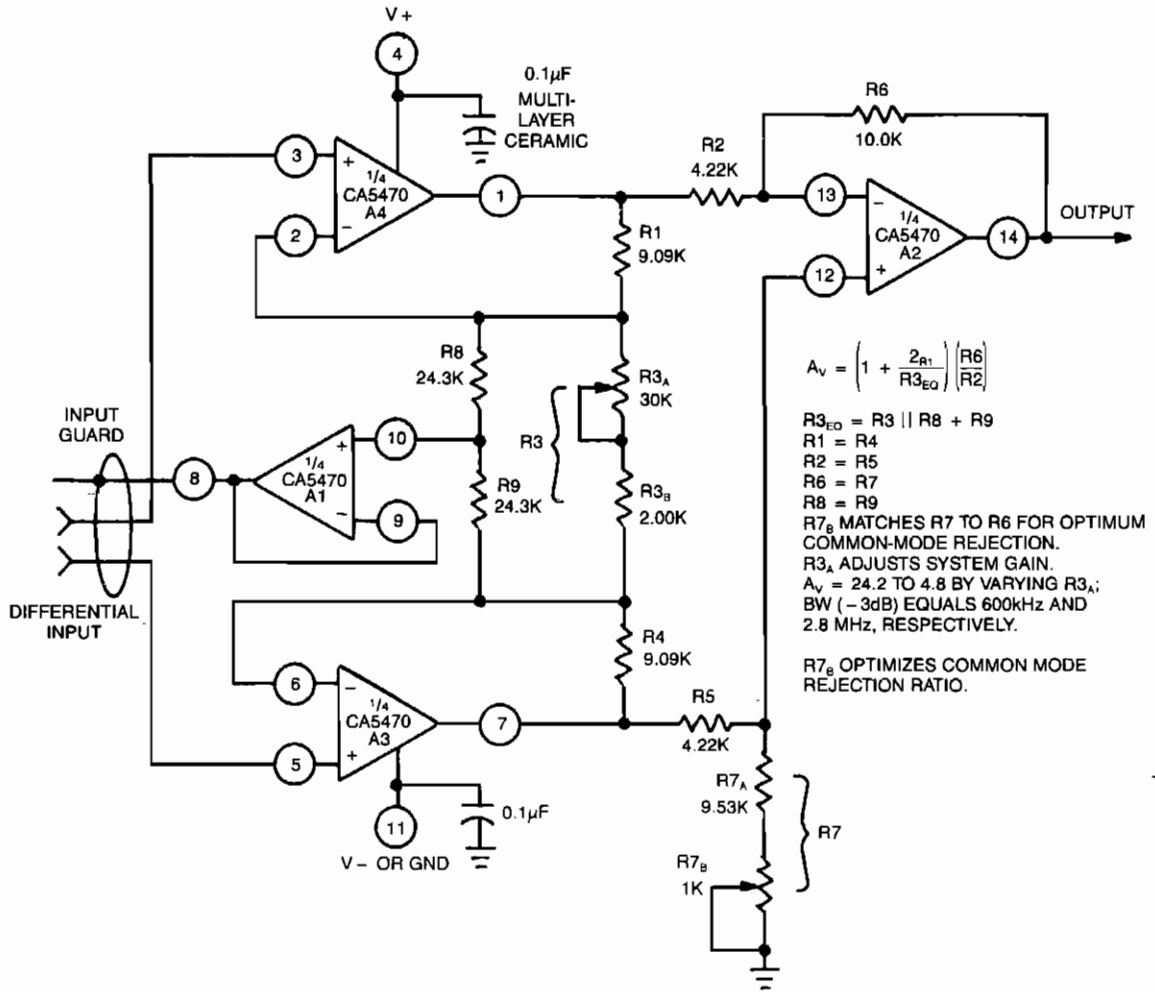 V+
4
0.1µF
MULTI-
LAYER
CERAMIC
R6
10.0K
3
+
1/4
CA5470
A4
−
2
1
R2
4.22K
13
−
1/4
CA5470
A2
+
12
14
OUTPUT
R1
9.09K
R8
24.3K
R3A
30K
R3
AV = (1 + 2R1/R3EQ) (R6/R2)
R3EQ = R3 || R8 + R9
R1 = R4
R2 = R5
R6 = R7
R8 = R9
R7B MATCHES R7 TO R6 FOR OPTIMUM
COMMON-MODE REJECTION.
R3A ADJUSTS SYSTEM GAIN.
AV = 24.2 TO 4.8 BY VARYING R3A;
BW (−3dB) EQUALS 600kHz AND
2.8 MHz, RESPECTIVELY.
R7B OPTIMIZES COMMON MODE
REJECTION RATIO.
INPUT
GUARD
8
1/4
CA5470
A1
+
−
10
9
R9
24.3K
R3B
2.00K
DIFFERENTIAL
INPUT
R4
9.09K
6
−
1/4
CA5470
A3
+
5
7
R5
4.22K
11
0.1µF
V− OR GND
R7A
9.53K
R7
R7B
1K